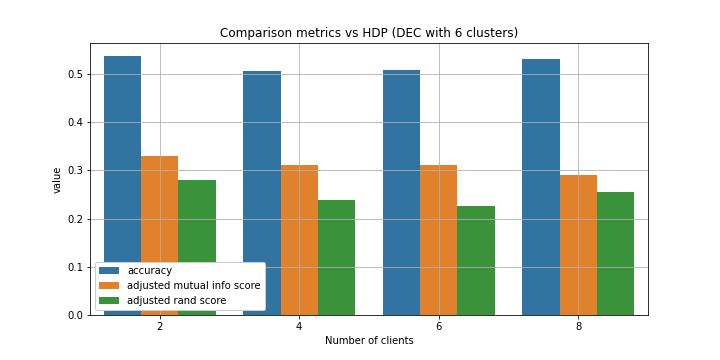 Comparison metrics vs HDP (DEC with 6 clusters)
0.5
0.4
0.3
0.2
0.1
0.0
value
accuracy
adjusted mutual info score
adjusted rand score
2 4 6 8
Number of clients